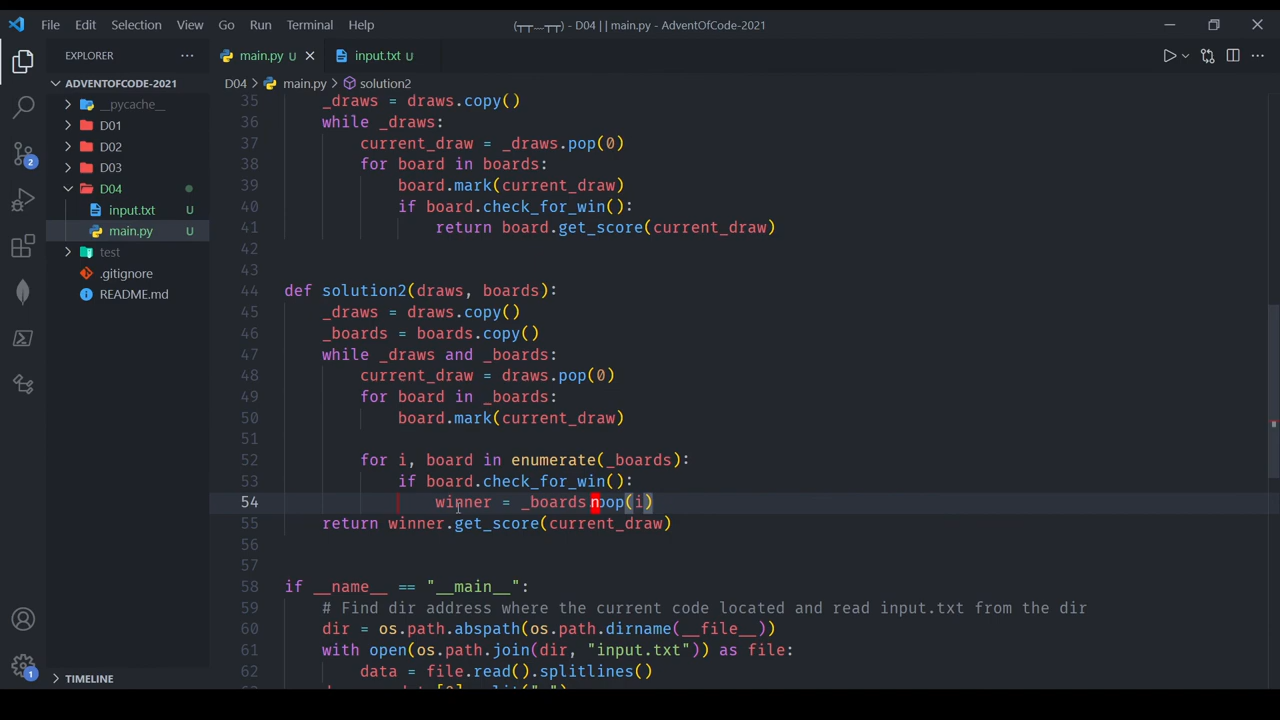 File Edit Selection View Go Run Terminal Help
(┬┬﹏┬┬) - D04 | | main.py - AdventOfCode-2021
EXPLORER
main.py U
input.txt U
ADVENTOFCODE-2021
__pycache__
D01
D02
D03
D04
input.txt U
main.py U
test
.gitignore
README.md
TIMELINE
2
1
D04 > main.py > solution2
35 _draws = draws.copy()
36 while _draws:
37 current_draw = _draws.pop(0)
38 for board in boards:
39 board.mark(current_draw)
40 if board.check_for_win():
41 return board.get_score(current_draw)
42
43
44 def solution2(draws, boards):
45 _draws = draws.copy()
46 _boards = boards.copy()
47 while _draws and _boards:
48 current_draw = draws.pop(0)
49 for board in _boards:
50 board.mark(current_draw)
51
52 for i, board in enumerate(_boards):
53 if board.check_for_win():
54 winner = _boards pop(i)
55 return winner.get_score(current_draw)
56
57
58 if __name__ == "__main__":
59 # Find dir address where the current code located and read input.txt from the dir
60 dir = os.path.abspath(os.path.dirname(__file__))
61 with open(os.path.join(dir, "input.txt")) as file:
62 data = file.read().splitlines()